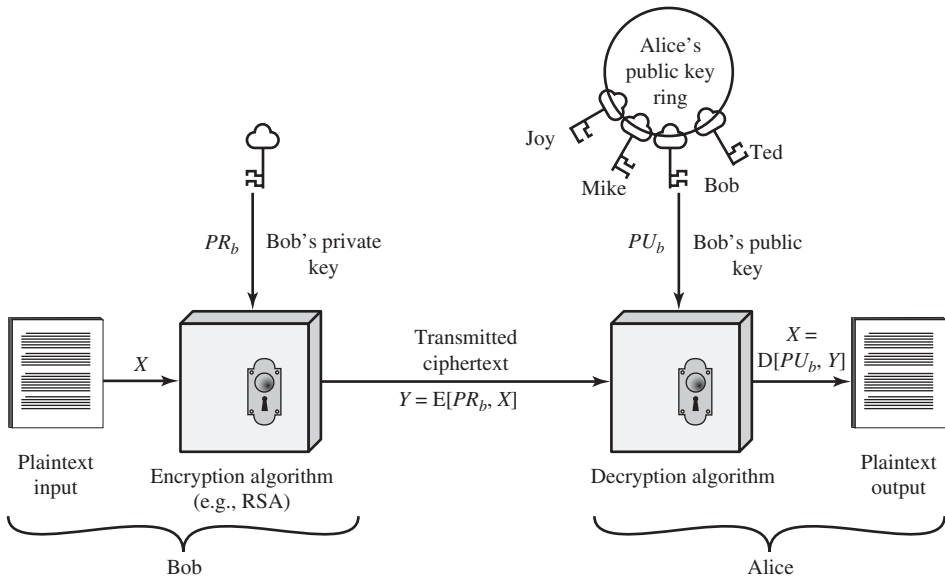 Alice's
public key
ring
Joy
Mike
Bob
Ted
PR_b
Bob's private
key
PU_b
Bob's public
key
X
Transmitted
ciphertext
Y = E[PR_b, X]
X =
D[PU_b, Y]
Plaintext
input
Encryption algorithm
(e.g., RSA)
Decryption algorithm
Plaintext
output
Bob
Alice